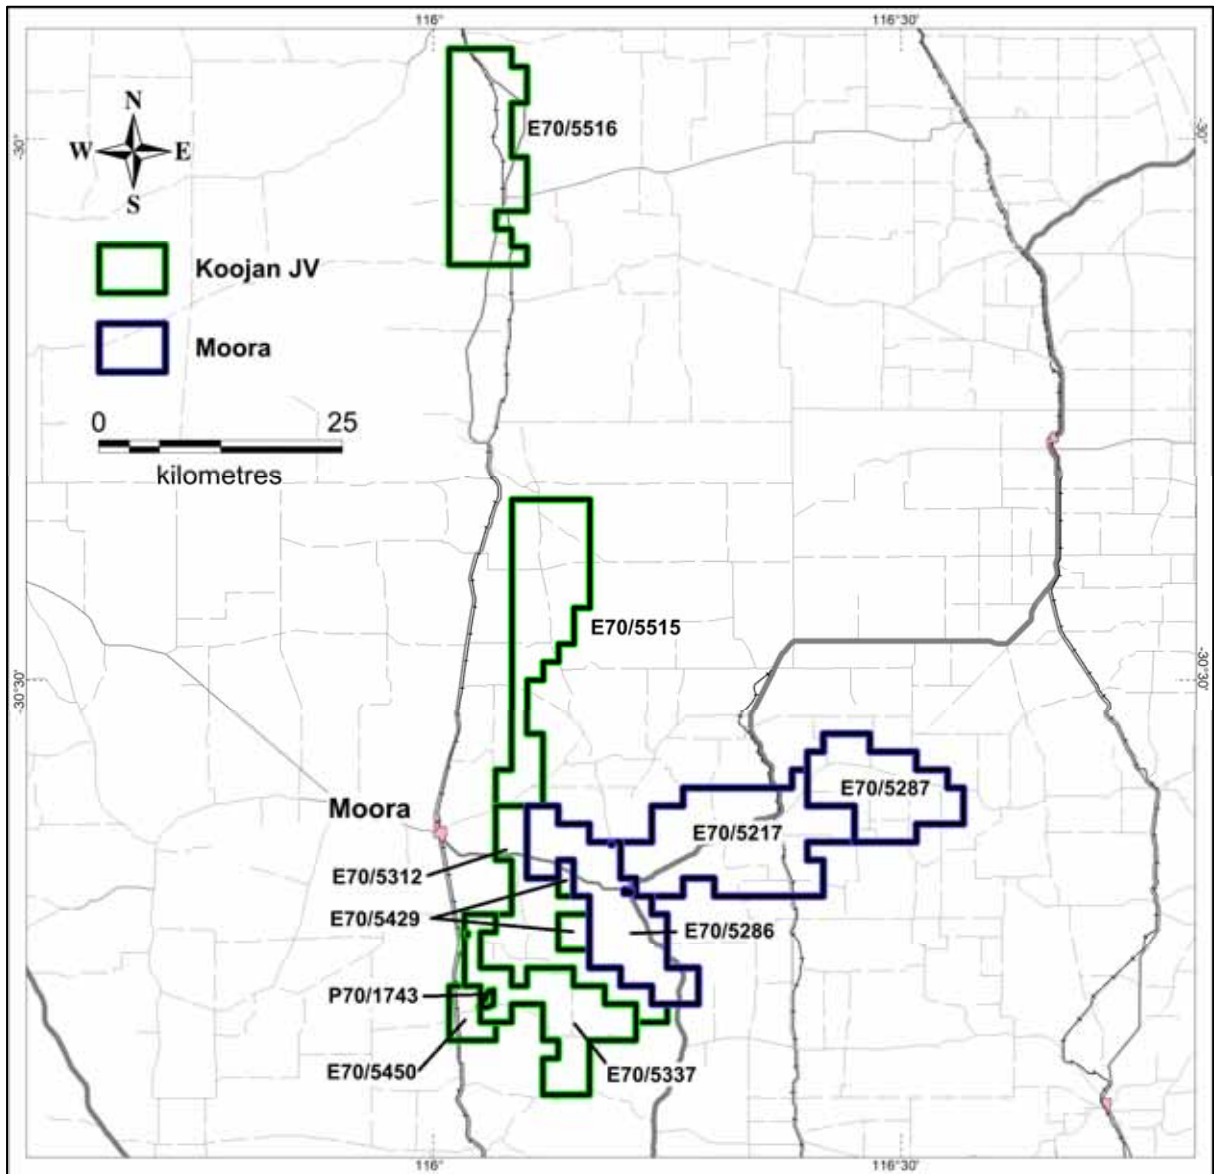 116°
116°30'
N
-30°
-30°
W E
E70/5516
S
Koojan JV
Moora
0 25
kilometres
E70/5515
-30°30'
-30°30'
E70/5287
Moora
E70/5217
E70/5312
E70/5429
E70/5286
P70/1743
E70/5450
E70/5337
116°
116°30'